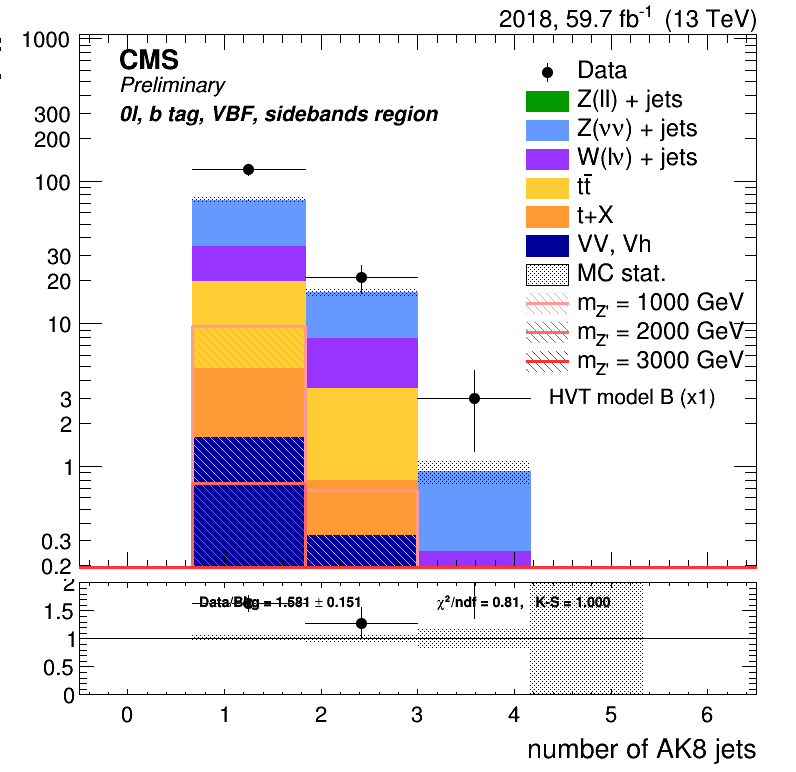 2018, 59.7 fb⁻¹ (13 TeV)
CMS
Preliminary
0l, b tag, VBF, sidebands region
Data
Z(ll) + jets
Z(νν) + jets
W(lν) + jets
tt̄
t+X
VV, Vh
MC stat.
m_Z' = 1000 GeV
m_Z' = 2000 GeV
m_Z' = 3000 GeV
HVT model B (x1)
1000
300
200
100
30
20
10
3
2
1
0.3
0.2
Data/Bkg = 1.581 ± 0.151
χ²/ndf = 0.81, K-S = 1.000
2
1.5
1
0.5
0
0 1 2 3 4 5 6
number of AK8 jets